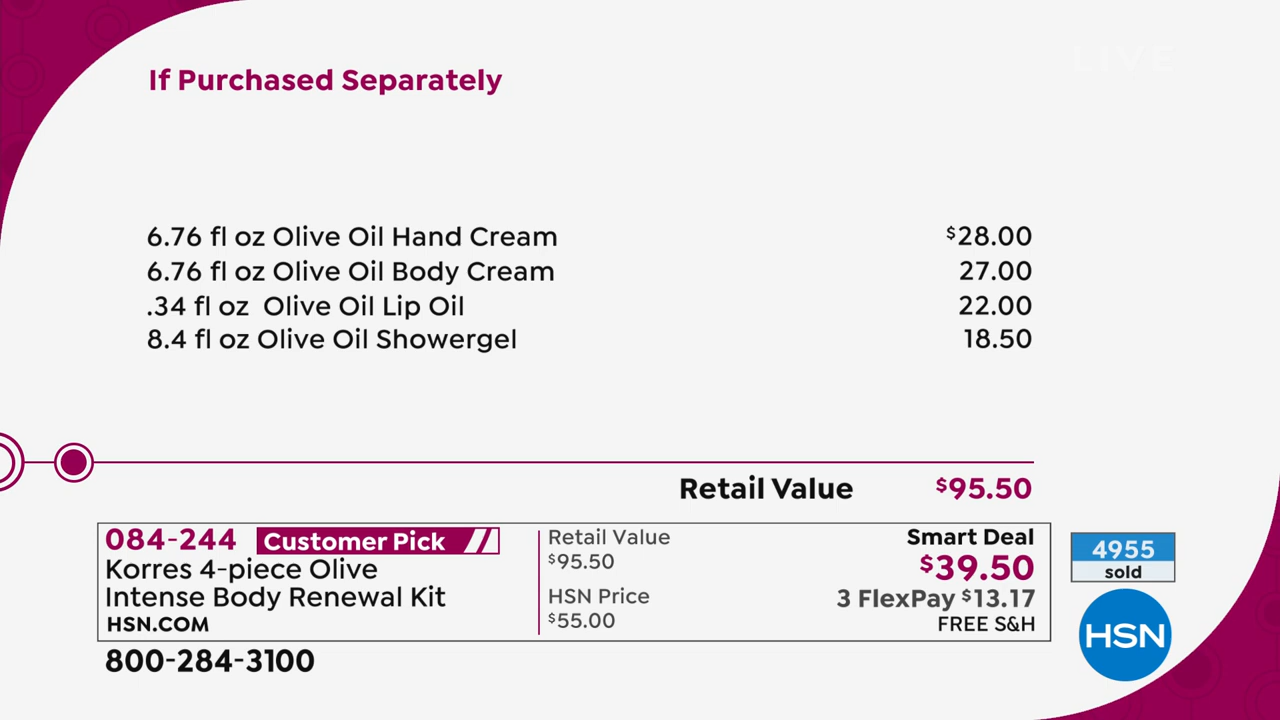 LIVE
If Purchased Separately
6.76 fl oz Olive Oil Hand Cream $28.00
6.76 fl oz Olive Oil Body Cream 27.00
.34 fl oz Olive Oil Lip Oil 22.00
8.4 fl oz Olive Oil Showergel 18.50
Retail Value $95.50
084-244 Customer Pick
Korres 4-piece Olive
Intense Body Renewal Kit
HSN.COM
Retail Value
$95.50
HSN Price
$55.00
Smart Deal
$39.50
3 FlexPay $13.17
FREE S&H
4955
sold
HSN
800-284-3100